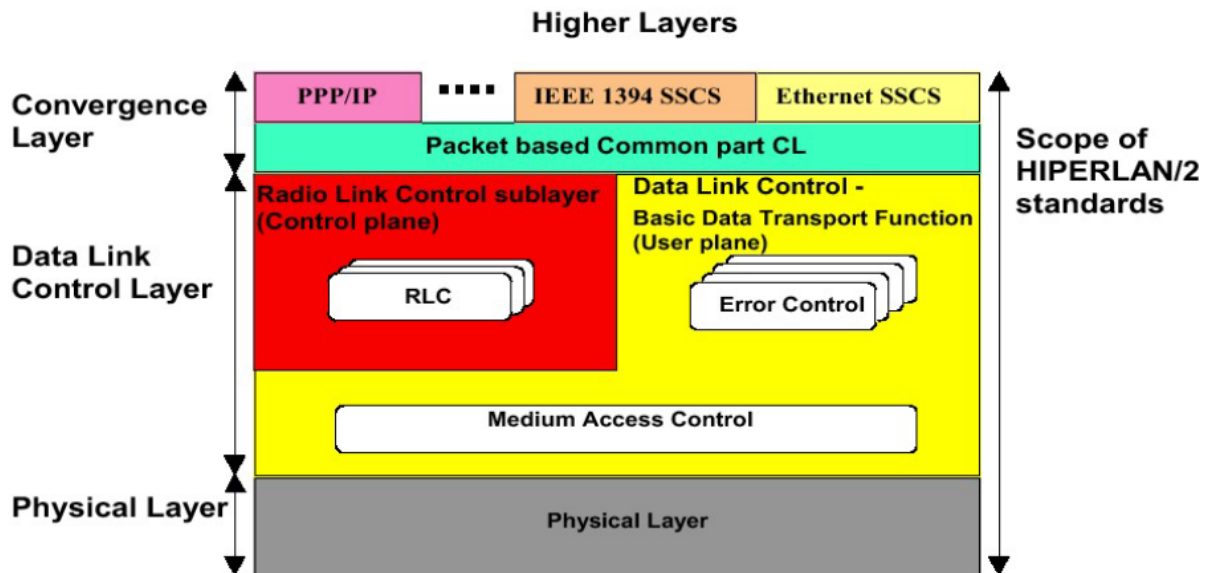 Higher Layers
Convergence
Layer
PPP/IP
IEEE 1394 SSCS
Ethernet SSCS
Packet based Common part CL
Scope of
HIPERLAN/2
standards
Data Link
Control Layer
Radio Link Control sublayer
(Control plane)
RLC
Data Link Control -
Basic Data Transport Function
(User plane)
Error Control
Medium Access Control
Physical Layer
Physical Layer